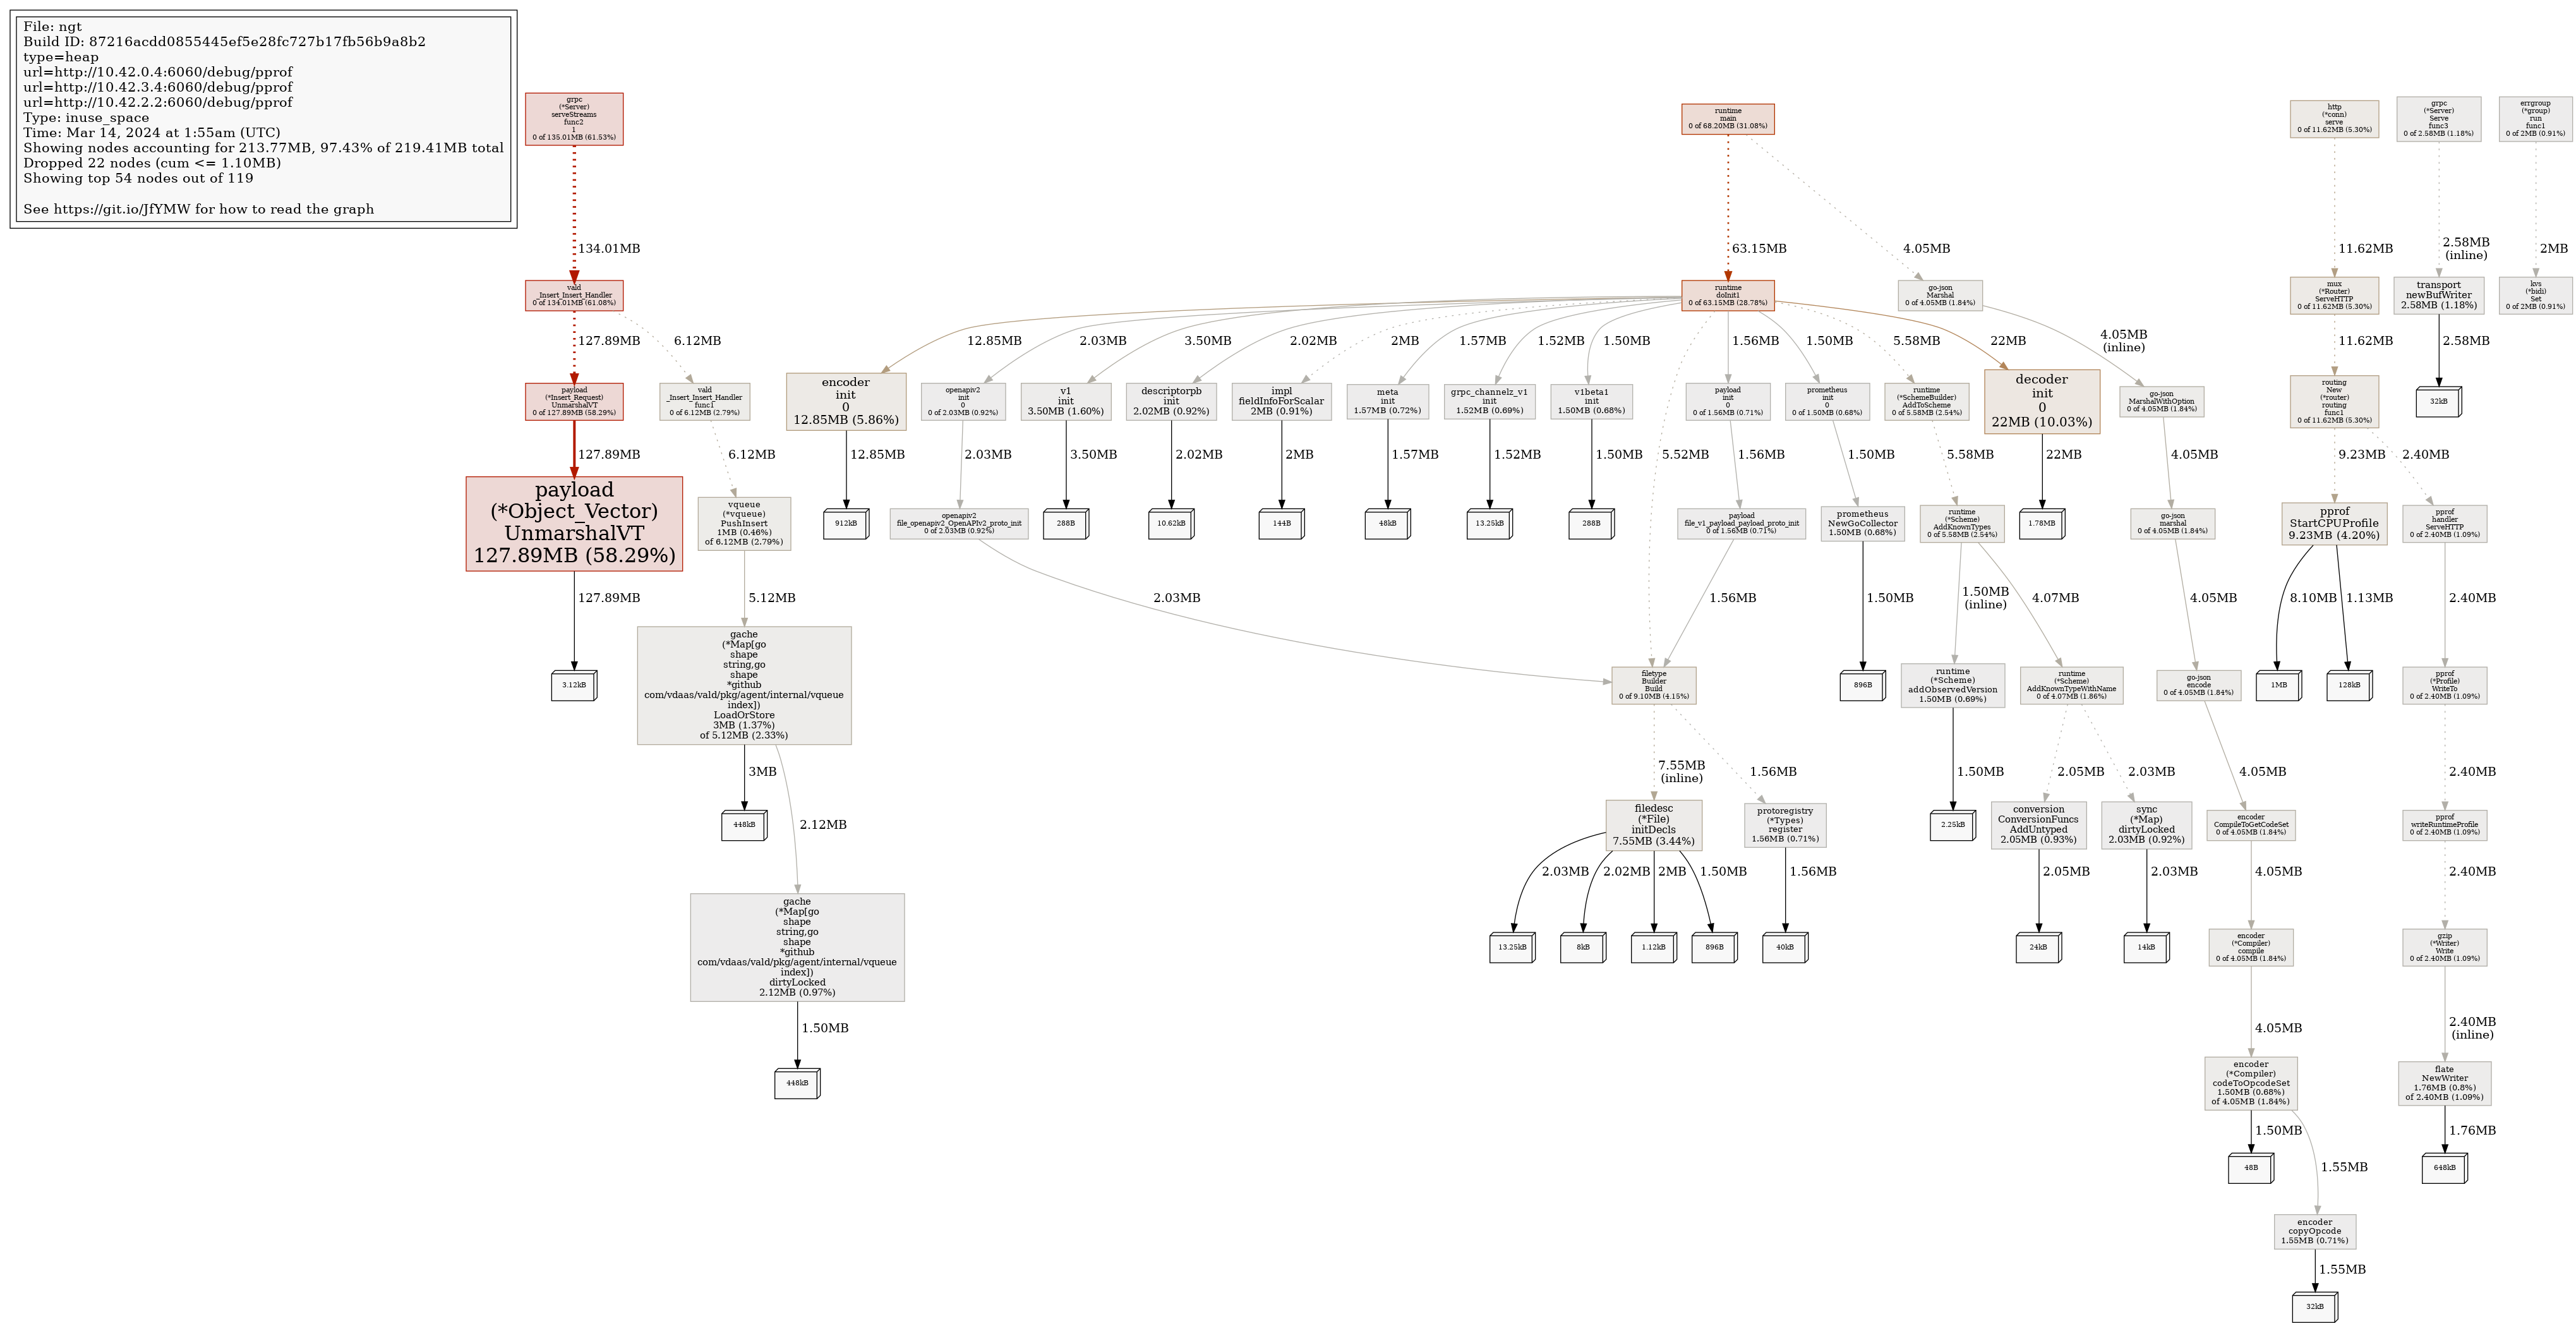 File: ngt
Build ID: 87216acdd0855445ef5e28fc727b17fb56b9a8b2
type=heap
url=http://10.42.0.4:6060/debug/pprof
url=http://10.42.3.4:6060/debug/pprof
url=http://10.42.2.2:6060/debug/pprof
Type: inuse_space
Time: Mar 14, 2024 at 1:55am (UTC)
Showing nodes accounting for 213.77MB, 97.43% of 219.41MB total
Dropped 22 nodes (cum <= 1.10MB)
Showing top 54 nodes out of 119
See https://git.io/JfYMW for how to read the graph
grpc
(*Server)
serveStreams
func2
1
0 of 135.01MB (61.53%)
runtime
main
0 of 68.20MB (31.08%)
http
(*conn)
serve
0 of 11.62MB (5.30%)
grpc
(*Server)
Serve
func3
0 of 2.58MB (1.18%)
errgroup
(*group)
run
func1
0 of 2MB (0.91%)
134.01MB
63.15MB
4.05MB
11.62MB
2.58MB
(inline)
2MB
vald
_Insert_Insert_Handler
0 of 134.01MB (61.08%)
runtime
doInit1
0 of 63.15MB (28.78%)
go-json
Marshal
0 of 4.05MB (1.84%)
mux
(*Router)
ServeHTTP
0 of 11.62MB (5.30%)
transport
newBufWriter
2.58MB (1.18%)
kvs
(*bidi)
Set
0 of 2MB (0.91%)
127.89MB
6.12MB
12.85MB
2.03MB
3.50MB
2.02MB
2MB
1.57MB
1.52MB
1.50MB
1.56MB
1.50MB
5.58MB
22MB
4.05MB
(inline)
11.62MB
2.58MB
payload
(*Insert_Request)
UnmarshalVT
0 of 127.89MB (58.29%)
vald
_Insert_Insert_Handler
func1
0 of 6.12MB (2.79%)
encoder
init
0
12.85MB (5.86%)
openapiv2
init
0
0 of 2.03MB (0.92%)
v1
init
3.50MB (1.60%)
descriptorpb
init
2.02MB (0.92%)
impl
fieldInfoForScalar
2MB (0.91%)
meta
init
1.57MB (0.72%)
grpc_channelz_v1
init
1.52MB (0.69%)
v1beta1
init
1.50MB (0.68%)
payload
init
0
0 of 1.56MB (0.71%)
prometheus
init
0
0 of 1.50MB (0.68%)
runtime
(*SchemeBuilder)
AddToScheme
0 of 5.58MB (2.54%)
decoder
init
0
22MB (10.03%)
go-json
MarshalWithOption
0 of 4.05MB (1.84%)
routing
New
(*router)
routing
func1
0 of 11.62MB (5.30%)
32kB
127.89MB
6.12MB
12.85MB
2.03MB
3.50MB
2.02MB
2MB
1.57MB
1.52MB
1.50MB
5.52MB
1.56MB
1.50MB
5.58MB
22MB
4.05MB
9.23MB
2.40MB
payload
(*Object_Vector)
UnmarshalVT
127.89MB (58.29%)
vqueue
(*vqueue)
PushInsert
1MB (0.46%)
of 6.12MB (2.79%)
912kB
openapiv2
file_openapiv2_OpenAPIv2_proto_init
0 of 2.03MB (0.92%)
288B
10.62kB
144B
48kB
13.25kB
288B
payload
file_v1_payload_payload_proto_init
0 of 1.56MB (0.71%)
prometheus
NewGoCollector
1.50MB (0.68%)
runtime
(*Scheme)
AddKnownTypes
0 of 5.58MB (2.54%)
1.78MB
go-json
marshal
0 of 4.05MB (1.84%)
pprof
StartCPUProfile
9.23MB (4.20%)
pprof
handler
ServeHTTP
0 of 2.40MB (1.09%)
127.89MB
5.12MB
2.03MB
1.56MB
1.50MB
1.50MB
(inline)
4.07MB
4.05MB
8.10MB
1.13MB
2.40MB
3.12kB
gache
(*Map[go
shape
string,go
shape
*github
com/vdaas/vald/pkg/agent/internal/vqueue
index])
LoadOrStore
3MB (1.37%)
of 5.12MB (2.33%)
filetype
Builder
Build
0 of 9.10MB (4.15%)
896B
runtime
(*Scheme)
addObservedVersion
1.50MB (0.69%)
runtime
(*Scheme)
AddKnownTypeWithName
0 of 4.07MB (1.86%)
go-json
encode
0 of 4.05MB (1.84%)
1MB
128kB
pprof
(*Profile)
WriteTo
0 of 2.40MB (1.09%)
3MB
2.12MB
7.55MB
(inline)
1.56MB
1.50MB
2.05MB
2.03MB
4.05MB
2.40MB
448kB
filedesc
(*File)
initDecls
7.55MB (3.44%)
protoregistry
(*Types)
register
1.56MB (0.71%)
2.25kB
conversion
ConversionFuncs
AddUntyped
2.05MB (0.93%)
sync
(*Map)
dirtyLocked
2.03MB (0.92%)
encoder
CompileToGetCodeSet
0 of 4.05MB (1.84%)
pprof
writeRuntimeProfile
0 of 2.40MB (1.09%)
2.03MB
2.02MB
2MB
1.50MB
1.56MB
2.05MB
2.03MB
4.05MB
2.40MB
gache
(*Map[go
shape
string,go
shape
*github
com/vdaas/vald/pkg/agent/internal/vqueue
index])
dirtyLocked
2.12MB (0.97%)
13.25kB
8kB
1.12kB
896B
40kB
24kB
14kB
encoder
(*Compiler)
compile
0 of 4.05MB (1.84%)
gzip
(*Writer)
Write
0 of 2.40MB (1.09%)
1.50MB
4.05MB
2.40MB
(inline)
448kB
encoder
(*Compiler)
codeToOpcodeSet
1.50MB (0.68%)
of 4.05MB (1.84%)
flate
NewWriter
1.76MB (0.8%)
of 2.40MB (1.09%)
1.50MB
1.55MB
1.76MB
48B
648kB
encoder
copyOpcode
1.55MB (0.71%)
1.55MB
32kB